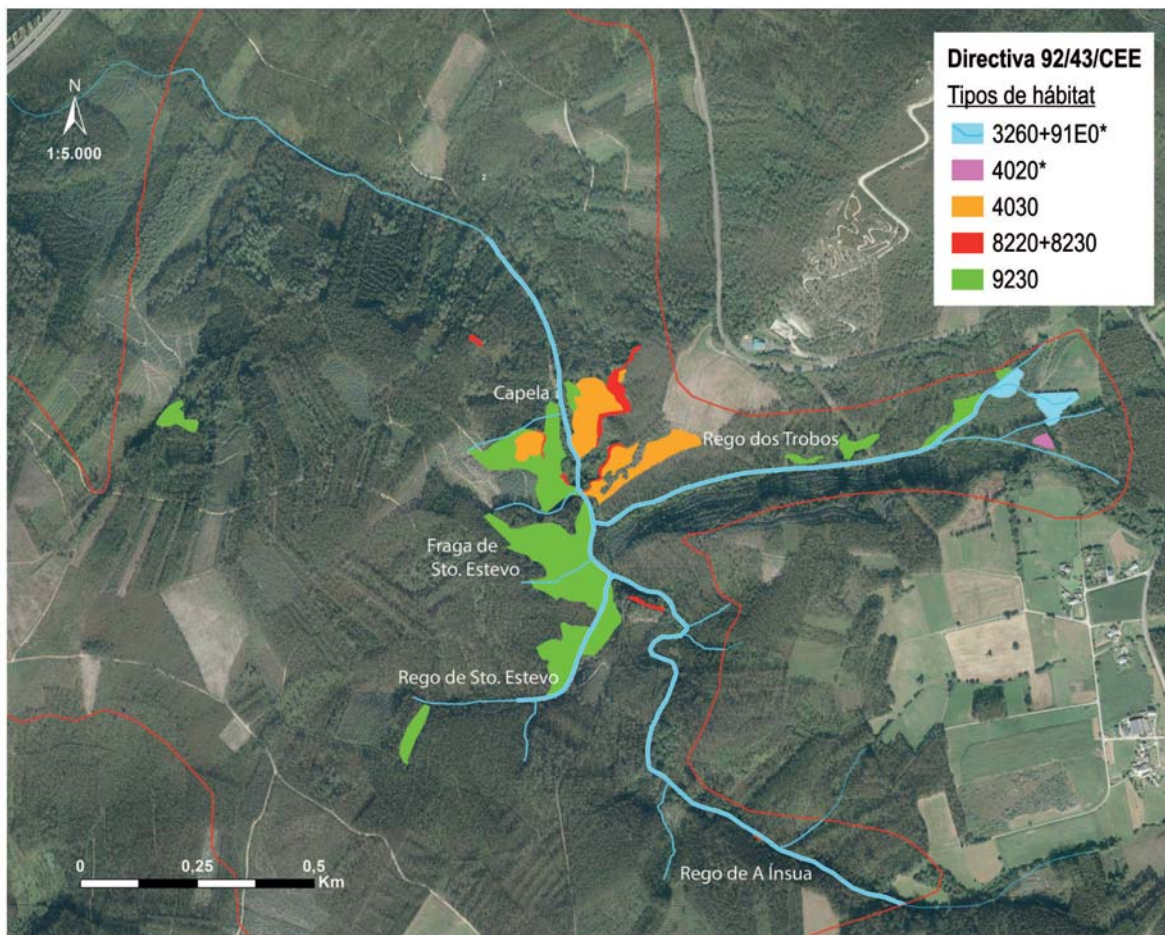 Directiva 92/43/CEE
Tipos de hábitat
3260+91E0*
4020*
4030
8220+8230
9230
N
1:5.000
1
2
Capela
Rego dos Trobos
Fraga de
Sto. Estevo
Rego de Sto. Estevo
Rego de A Ínsua
0 0,25 0,5
Km